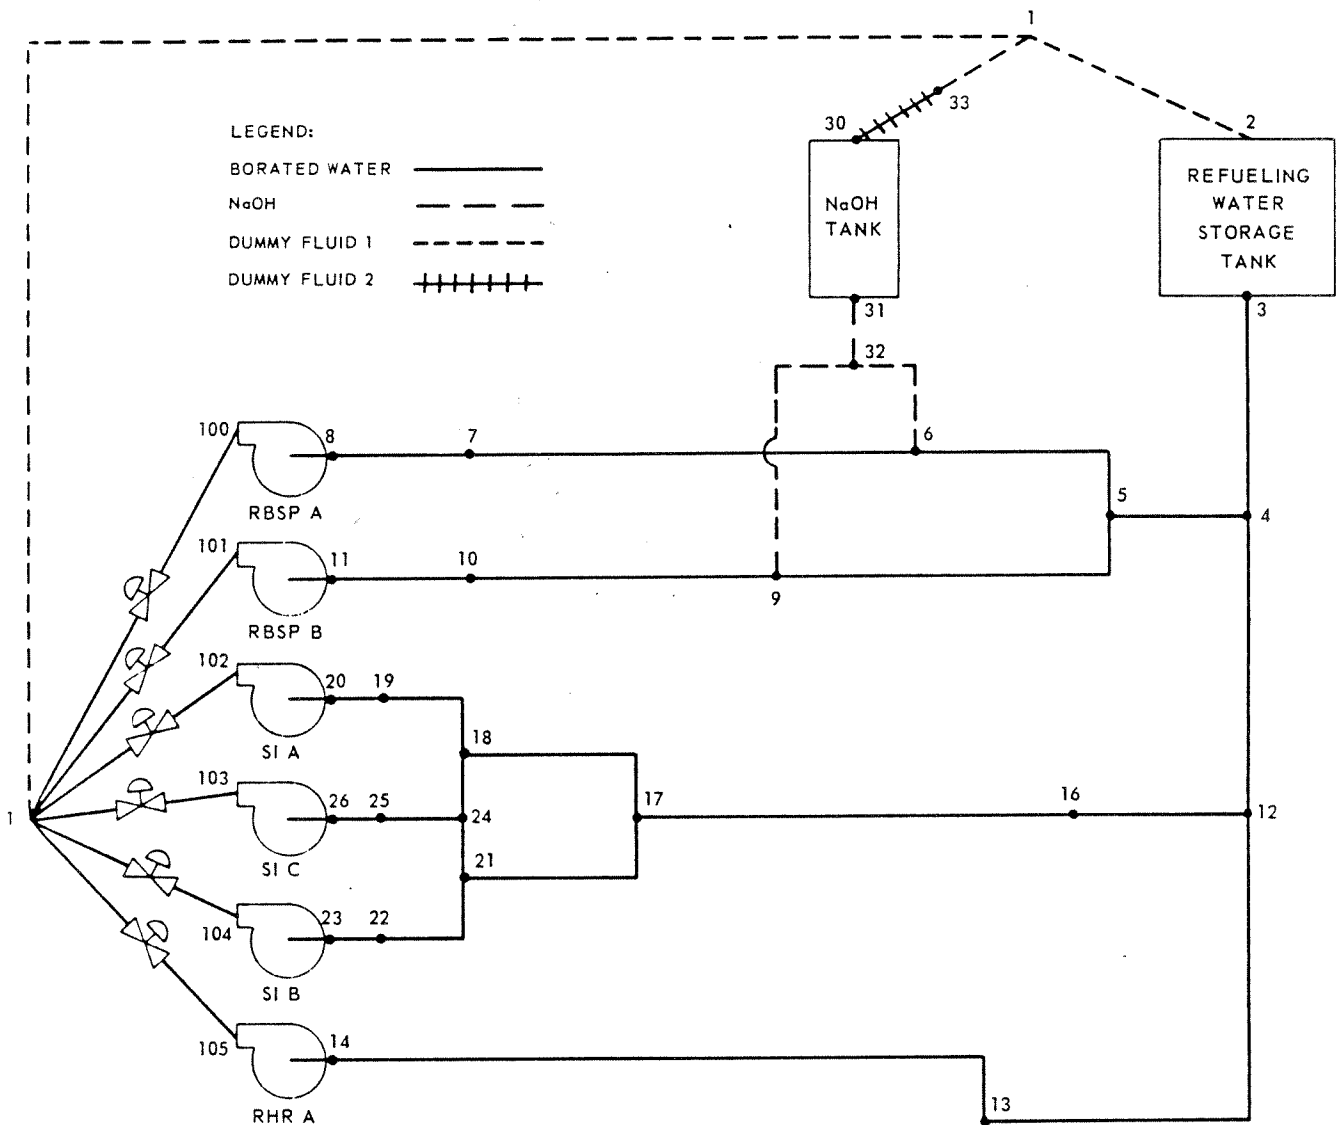 1
33
30
2
LEGEND:
BORATED WATER
NaOH
DUMMY FLUID 1
DUMMY FLUID 2
NaOH
TANK
REFUELING
WATER
STORAGE
TANK
31
3
32
100
8
7
6
RBSP A
5
4
101
11
10
9
RBSP B
102
20
19
18
SI A
103
26
25
24
17
16
12
1
SI C
21
104
23
22
SI B
105
14
RHR A
13